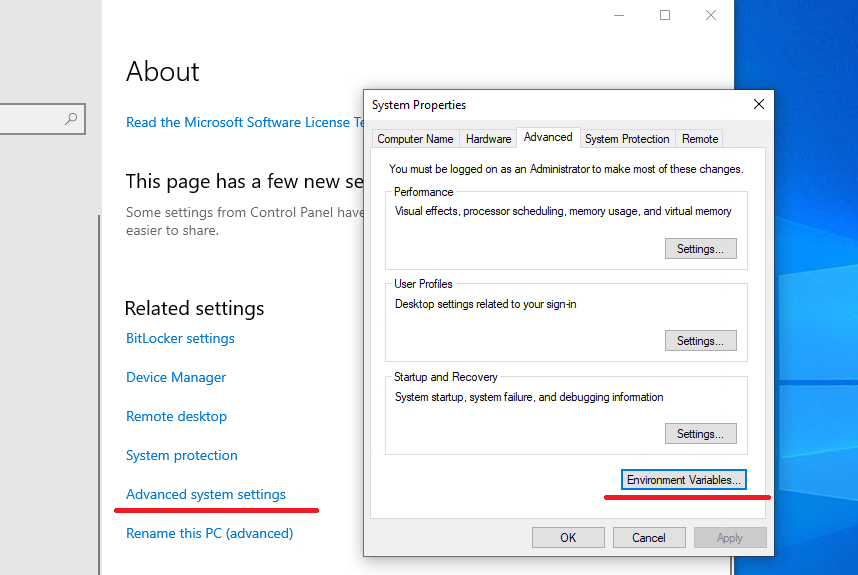 About
Read the Microsoft Software License Te
This page has a few new se
Some settings from Control Panel have
easier to share.
Related settings
BitLocker settings
Device Manager
Remote desktop
System protection
Advanced system settings
Rename this PC (advanced)
System Properties
Computer Name Hardware Advanced System Protection Remote
You must be logged on as an Administrator to make most of these changes.
Performance
Visual effects, processor scheduling, memory usage, and virtual memory
Settings...
User Profiles
Desktop settings related to your sign-in
Settings...
Startup and Recovery
System startup, system failure, and debugging information
Settings...
Environment Variables...
OK Cancel Apply